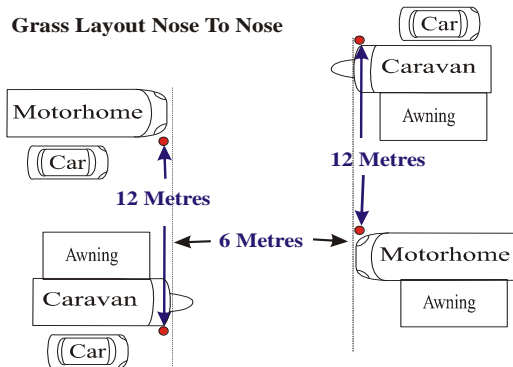 Grass Layout Nose To Nose
Car
Caravan
Awning
Motorhome
Car
12 Metres
12 Metres
6 Metres
Awning
Caravan
Car
Motorhome
Awning